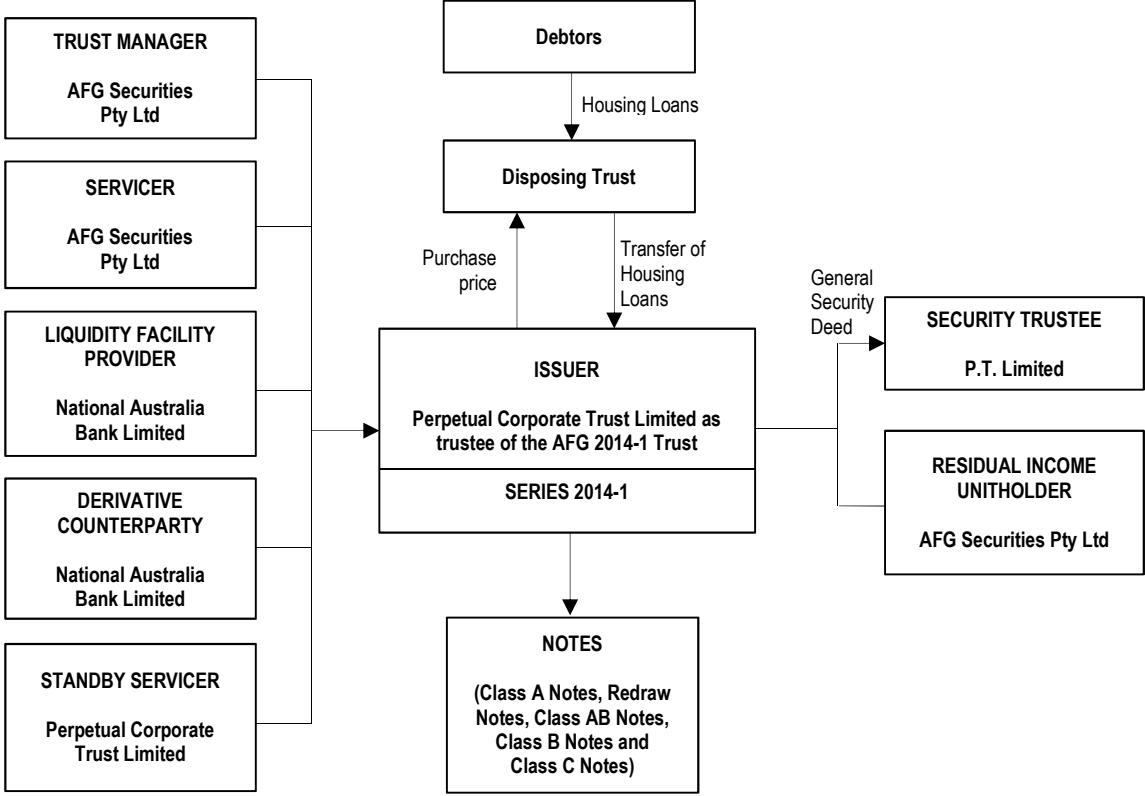 TRUST MANAGER
AFG Securities
Pty Ltd
SERVICER
AFG Securities
Pty Ltd
LIQUIDITY FACILITY
PROVIDER
National Australia
Bank Limited
DERIVATIVE
COUNTERPARTY
National Australia
Bank Limited
STANDBY SERVICER
Perpetual Corporate
Trust Limited
Debtors
Housing Loans
Disposing Trust
Purchase
price
Transfer of
Housing
Loans
ISSUER
Perpetual Corporate Trust Limited as
trustee of the AFG 2014-1 Trust
SERIES 2014-1
NOTES
(Class A Notes, Redraw
Notes, Class AB Notes,
Class B Notes and
Class C Notes)
General
Security
Deed
SECURITY TRUSTEE
P.T. Limited
RESIDUAL INCOME
UNITHOLDER
AFG Securities Pty Ltd